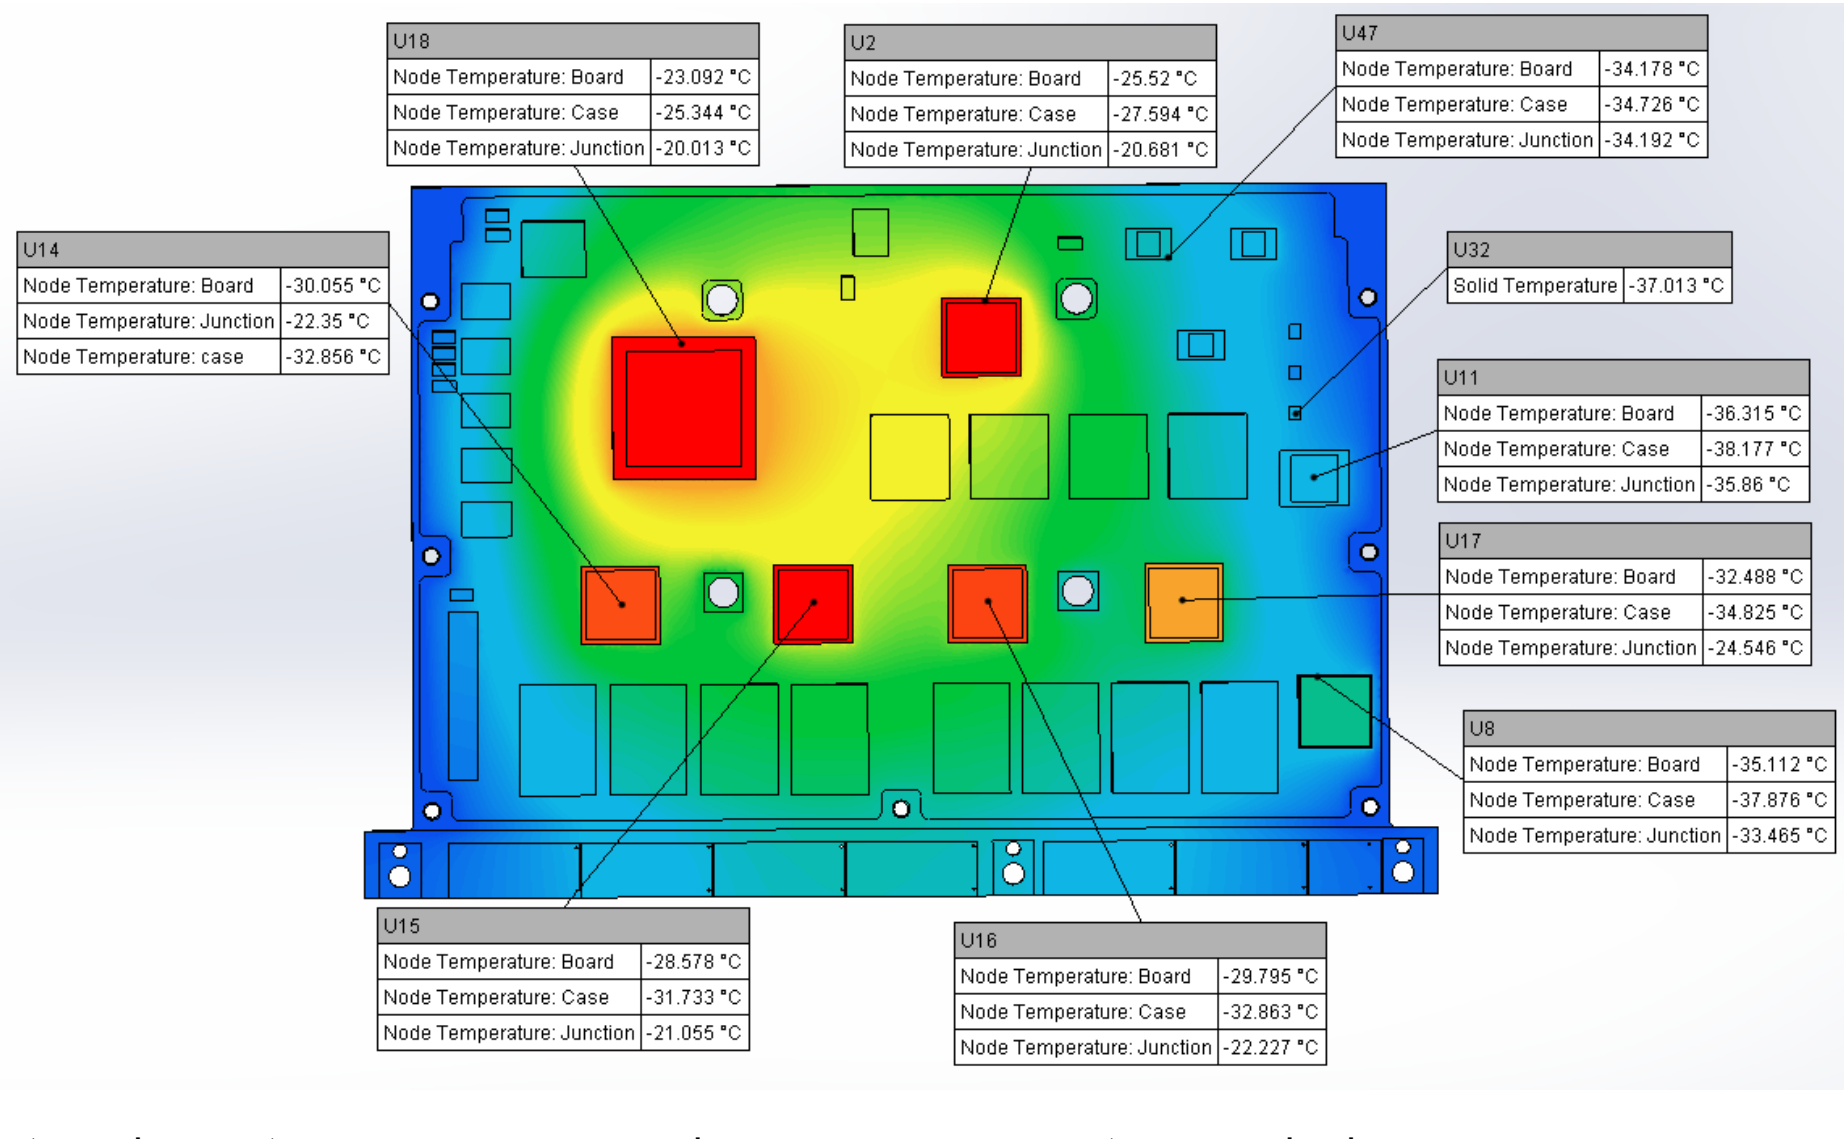 U18
Node Temperature: Board -23.092 °C
Node Temperature: Case -25.344 °C
Node Temperature: Junction -20.013 °C
U2
Node Temperature: Board -25.52 °C
Node Temperature: Case -27.594 °C
Node Temperature: Junction -20.681 °C
U47
Node Temperature: Board -34.178 °C
Node Temperature: Case -34.726 °C
Node Temperature: Junction -34.192 °C
U14
Node Temperature: Board -30.055 °C
Node Temperature: Junction -22.35 °C
Node Temperature: case -32.856 °C
U32
Solid Temperature -37.013 °C
U11
Node Temperature: Board -36.315 °C
Node Temperature: Case -38.177 °C
Node Temperature: Junction -35.86 °C
U17
Node Temperature: Board -32.488 °C
Node Temperature: Case -34.825 °C
Node Temperature: Junction -24.546 °C
U8
Node Temperature: Board -35.112 °C
Node Temperature: Case -37.876 °C
Node Temperature: Junction -33.465 °C
U15
Node Temperature: Board -28.578 °C
Node Temperature: Case -31.733 °C
Node Temperature: Junction -21.055 °C
U16
Node Temperature: Board -29.795 °C
Node Temperature: Case -32.863 °C
Node Temperature: Junction -22.227 °C